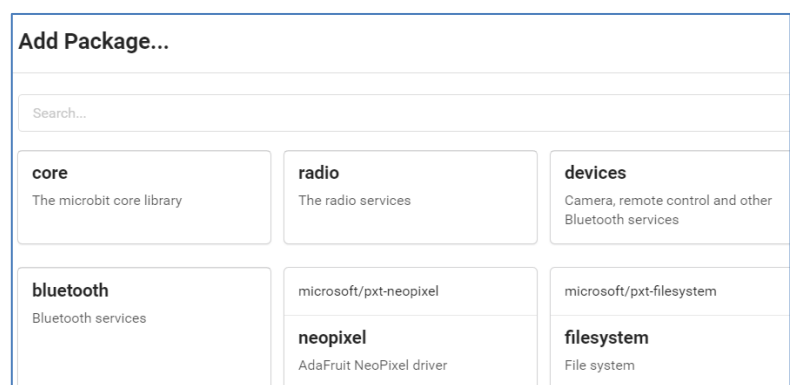 Add Package...
Search...
core
The microbit core library
radio
The radio services
devices
Camera, remote control and other
Bluetooth services
bluetooth
Bluetooth services
microsoft/pxt-neopixel
neopixel
AdaFruit NeoPixel driver
microsoft/pxt-filesystem
filesystem
File system